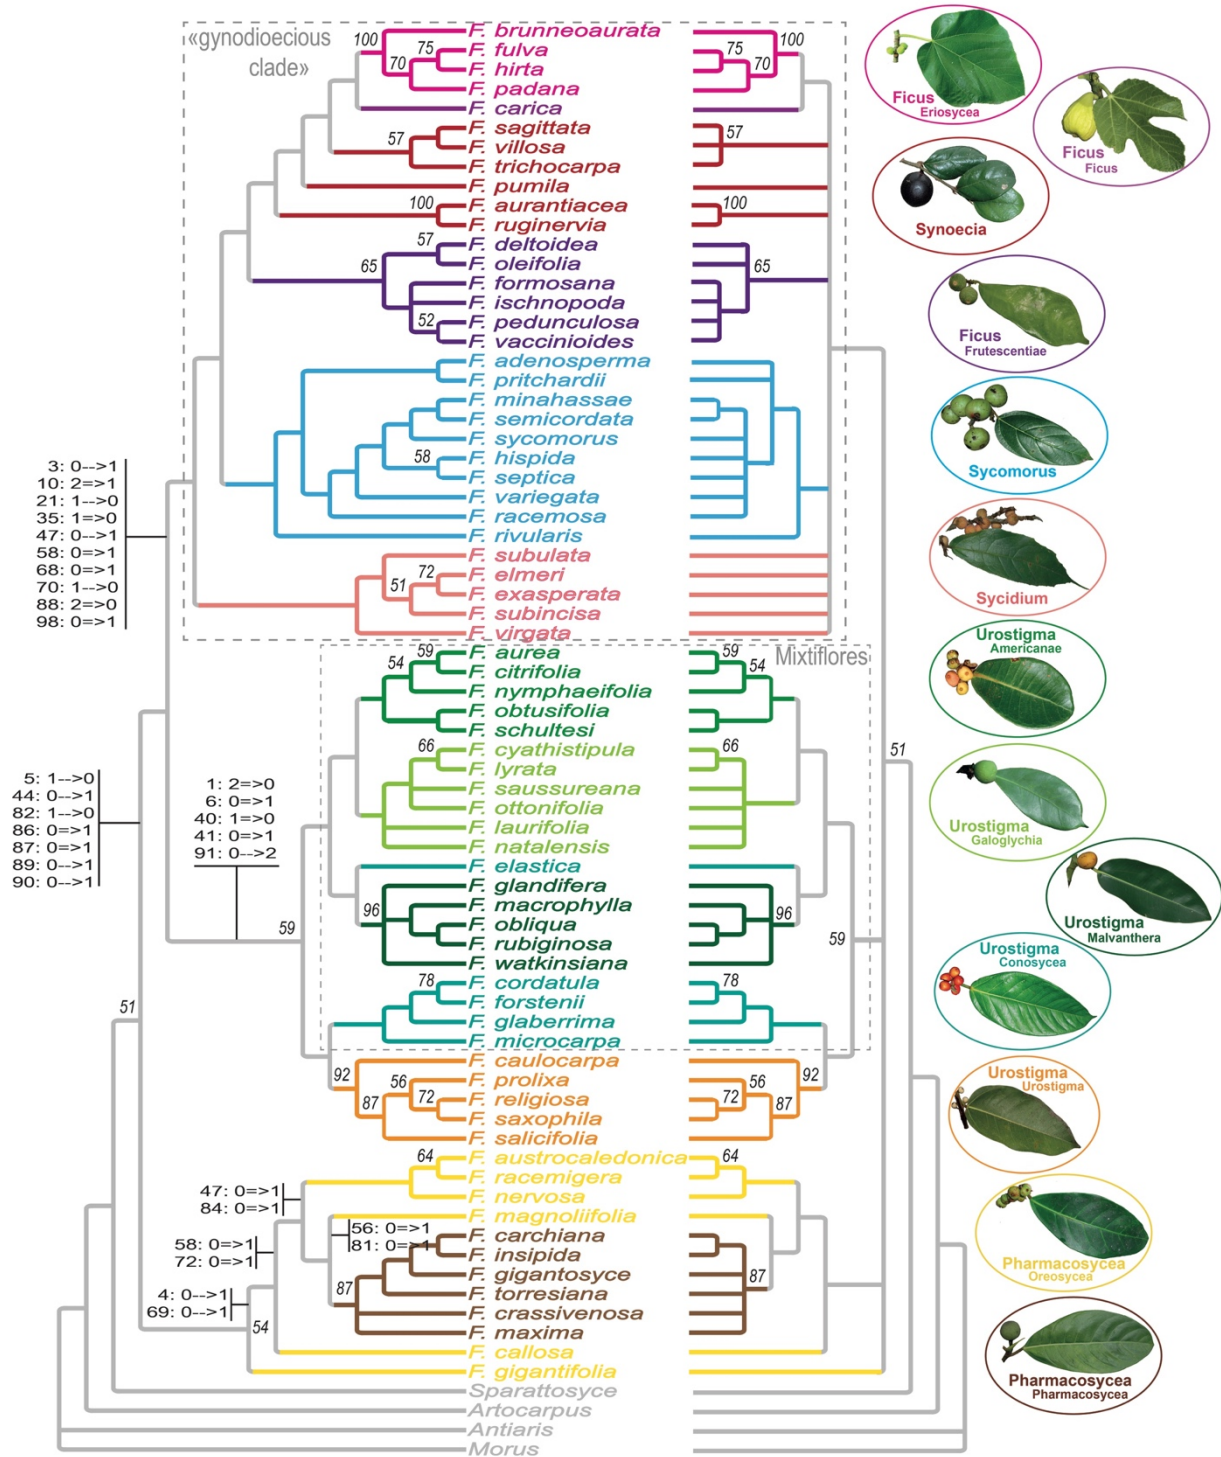 «gynodioecious
clade»
100
75
70
F. brunneoaurata
F. fulva
F. hirta
F. padana
F. carica
57
F. sagittata
F. villosa
F. trichocarpa
F. pumila
100
F. aurantiacea
F. ruginervia
57
65
F. deltoidea
F. oleifolia
F. formosana
F. ischnopoda
52
F. pedunculosa
F. vaccinioides
F. adenosperma
F. pritchardii
F. minahassae
F. semicordata
F. sycomorus
58
F. hispida
F. septica
F. variegata
F. racemosa
F. rivularis
F. subulata
72
51
F. elmeri
F. exasperata
F. subincisa
F. virgata
Mixtiflores
59
54
F. aurea
F. citrifolia
F. nymphaeifolia
F. obtusifolia
F. schultesi
66
F. cyathistipula
F. lyrata
F. saussureana
F. ottonifolia
F. laurifolia
F. natalensis
F. elastica
96
F. glandifera
F. macrophylla
F. obliqua
F. rubiginosa
F. watkinsiana
78
F. cordatula
F. forstenii
F. glaberrima
F. microcarpa
92
87
56
72
F. caulocarpa
F. prolixa
F. religiosa
F. saxophila
F. salicifolia
64
F. austrocaledonica
F. racemigera
F. nervosa
F. magnoliifolia
87
F. carchiana
F. insipida
F. gigantosyce
F. torresiana
F. crassivenosa
F. maxima
F. callosa
F. gigantifolia
Sparattosyce
Artocarpus
Antiaris
Morus
3: 0-->1
10: 2=>1
21: 1-->0
35: 1=>0
47: 0-->1
58: 0=>1
68: 0=>1
70: 1-->0
88: 2=>0
98: 0=>1
5: 1-->0
44: 0-->1
82: 1-->0
86: 0=>1
87: 0=>1
89: 0-->1
90: 0-->1
1: 2=>0
6: 0=>1
40: 1=>0
41: 0=>1
91: 0-->2
59
51
47: 0=>1
84: 0=>1
56: 0=>1
81: 0=>1
58: 0=>1
72: 0=>1
4: 0-->1
69: 0-->1
54
75
70
100
57
100
65
59
54
66
96
78
92
56
72
87
64
87
59
51
Ficus
Eriosycea
Ficus
Ficus
Synoecia
Ficus
Frutescentiae
Sycomorus
Sycidium
Urostigma
Americanae
Urostigma
Galoglychia
Urostigma
Malvanthera
Urostigma
Conosycea
Urostigma
Urostigma
Pharmacosycea
Oreosycea
Pharmacosycea
Pharmacosycea